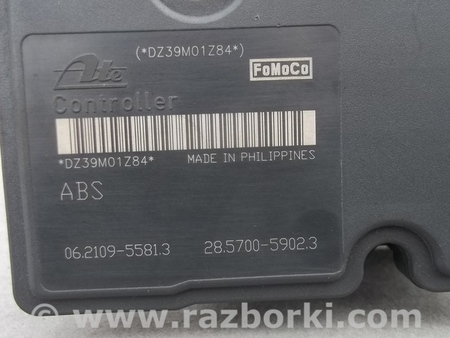 (*DZ39M01Z84*)
Ate
FoMoCo
Controller
*DZ39M01Z84*
MADE IN PHILIPPINES
ABS
06.2109-5581.3
28.5700-5902.3
© www.razborki.com